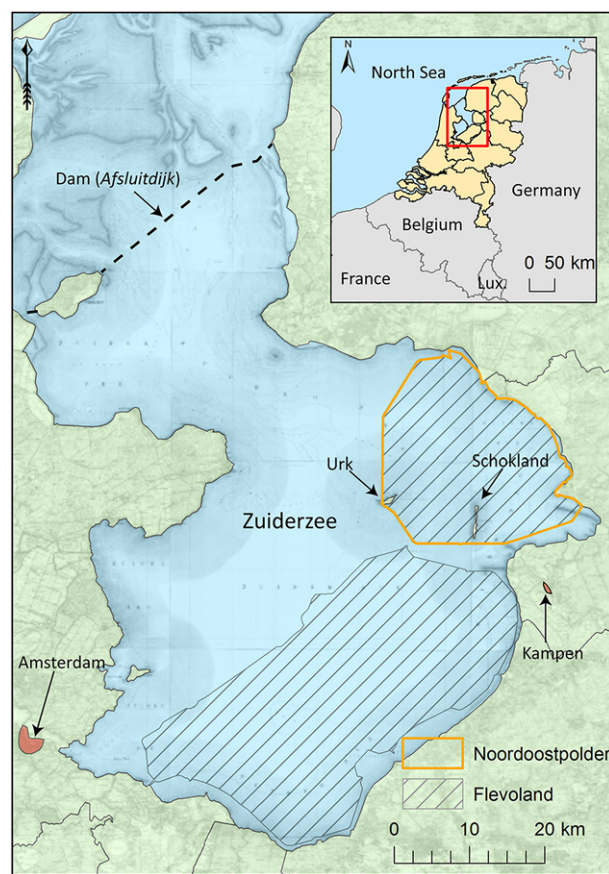 N
North Sea
Germany
Belgium
France
Lux.
0 50 km
Dam (Afsluitdijk)
Urk
Schokland
Zuiderzee
Kampen
Amsterdam
Noordoostpolder
Flevoland
0 10 20 km